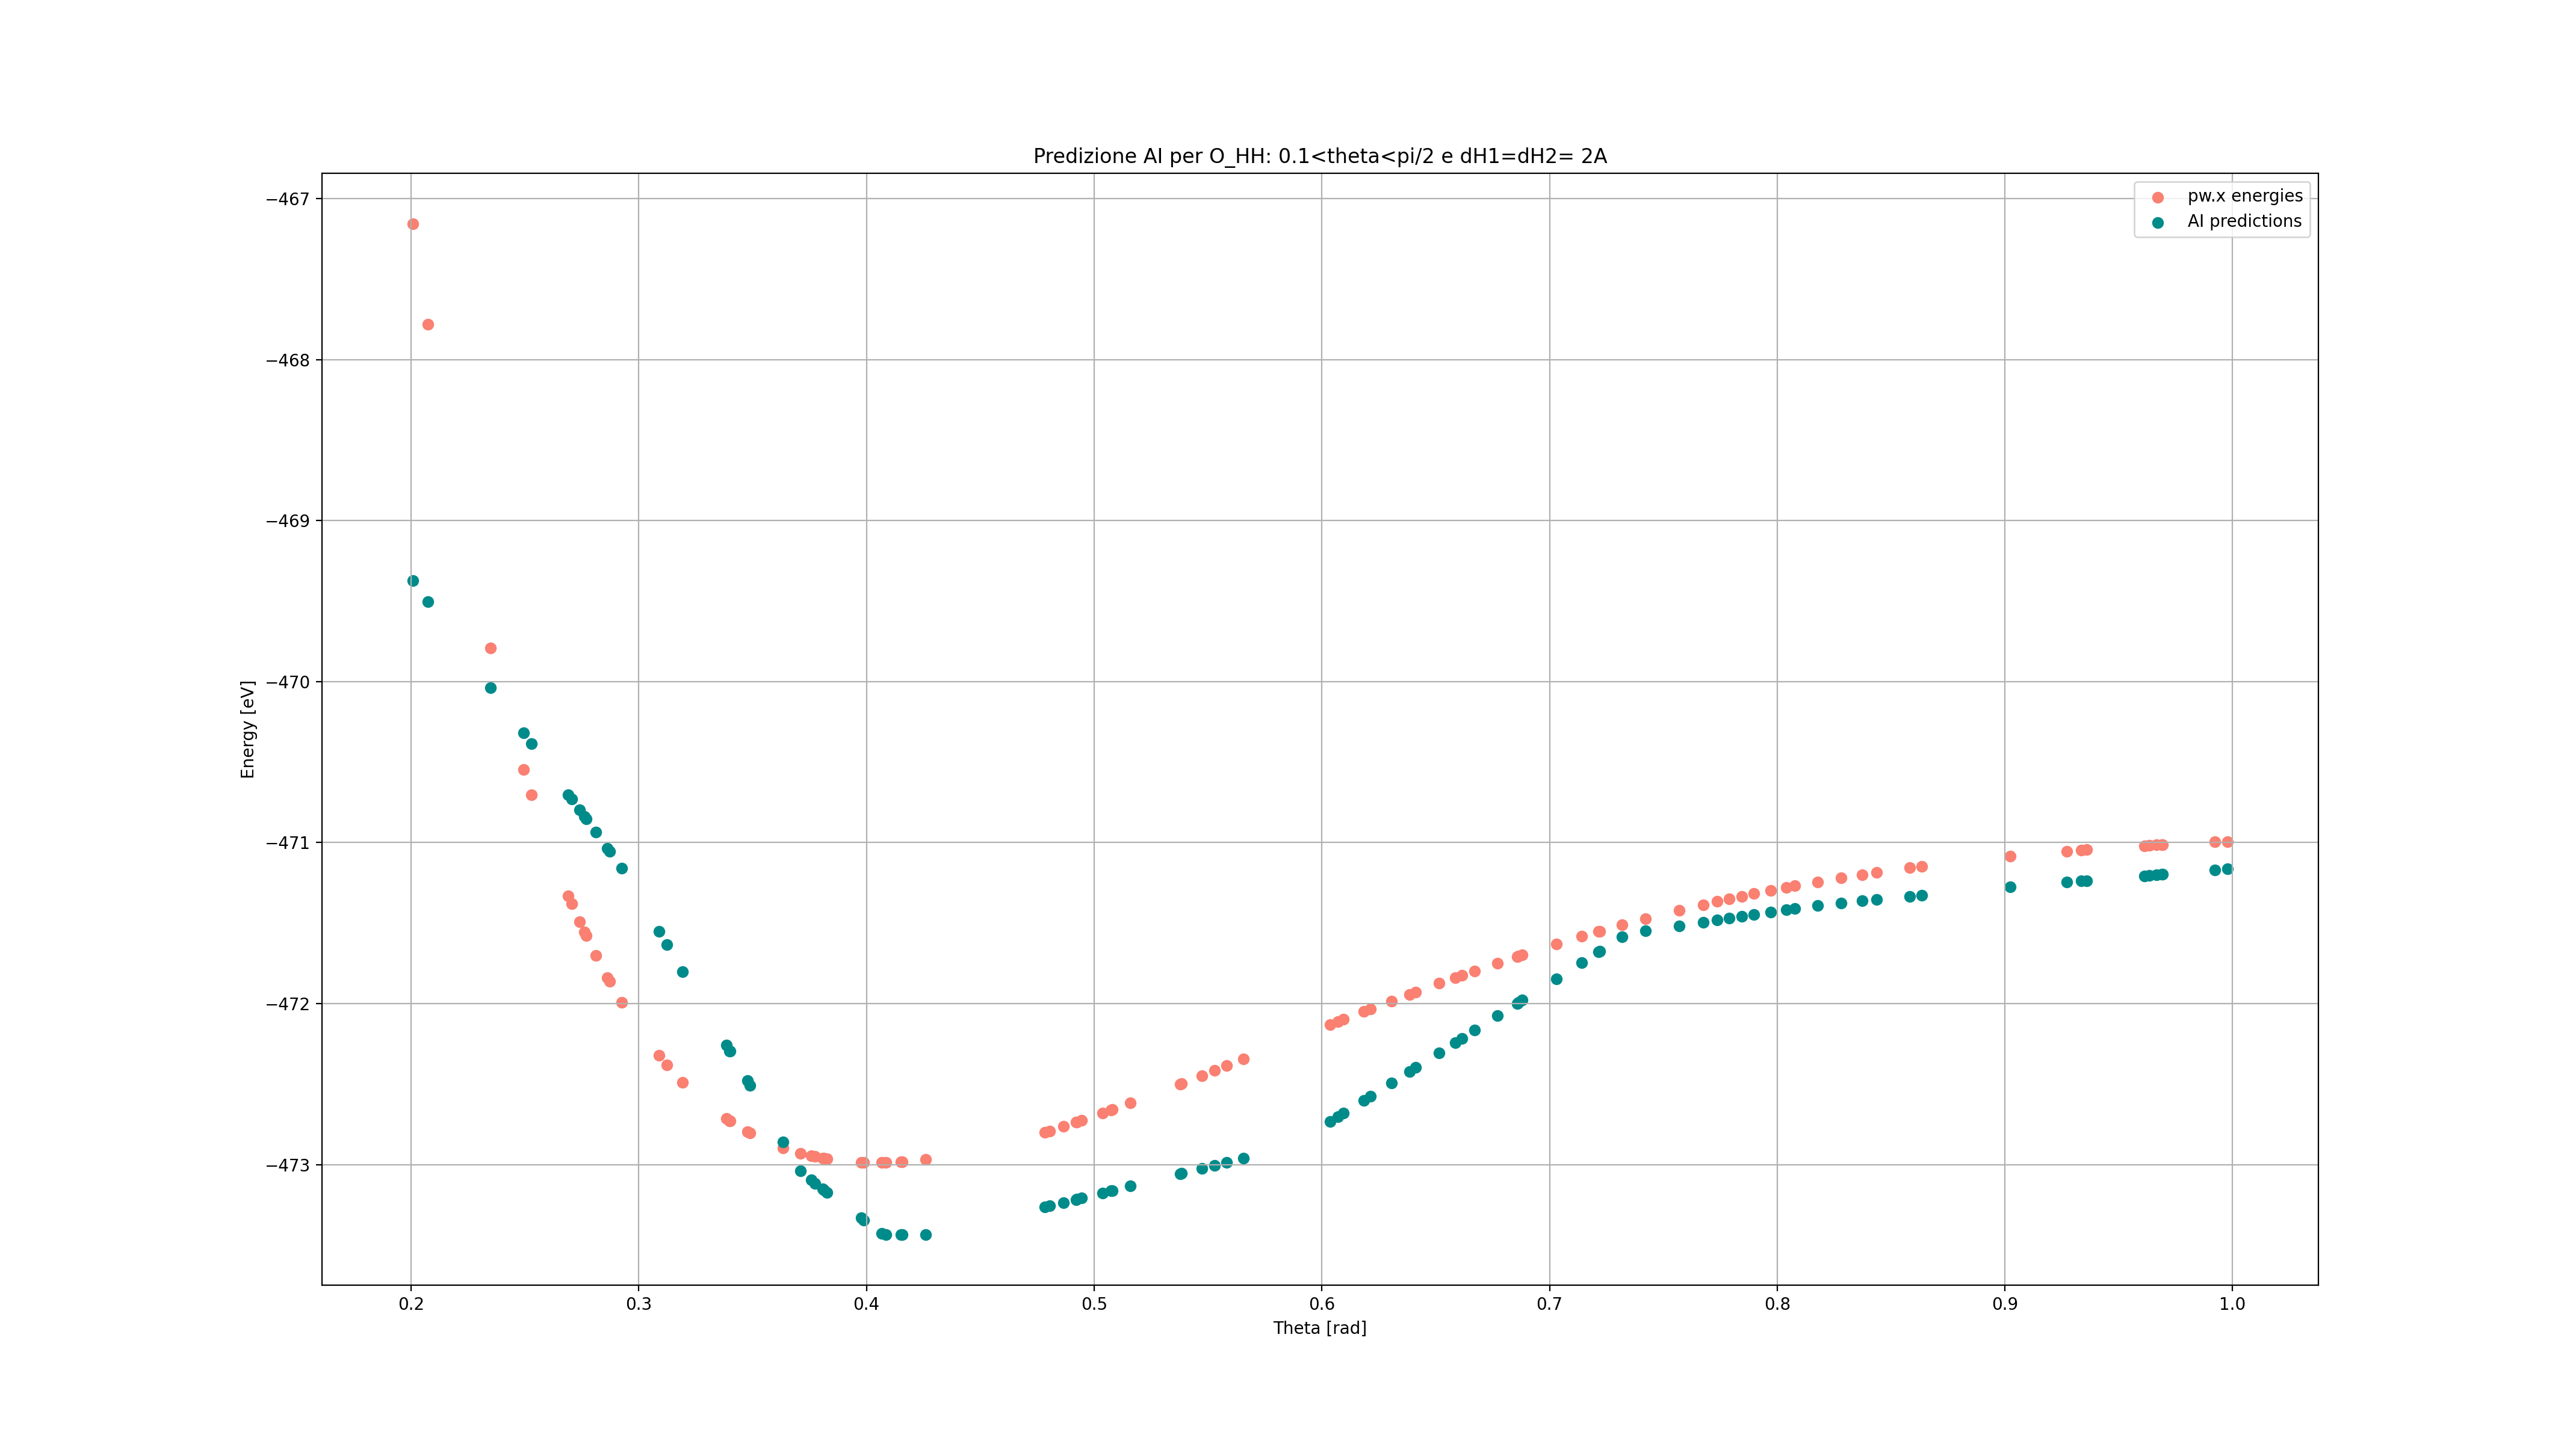 Predizione AI per O_HH: 0.1<theta<pi/2 e dH1=dH2= 2A
pw.x energies
AI predictions
−467
−468
−469
−470
−471
−472
−473
Energy [eV]
0.2 0.3 0.4 0.5 0.6 0.7 0.8 0.9 1.0
Theta [rad]